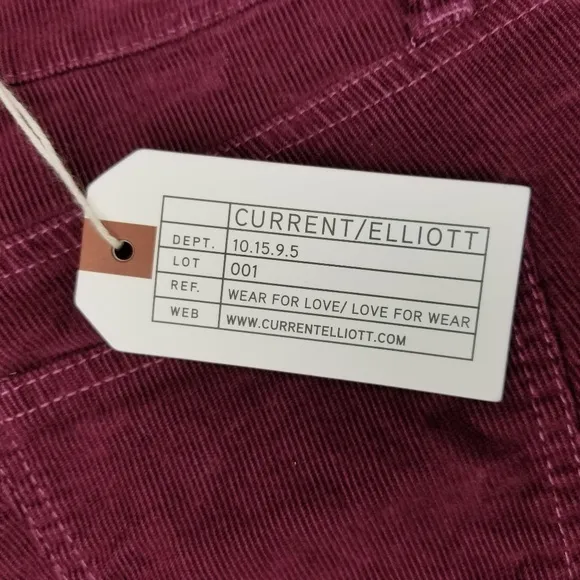 CURRENT/ELLIOTT
DEPT. 10.15.9.5
LOT 001
REF. WEAR FOR LOVE/ LOVE FOR WEAR
WEB WWW.CURRENTELLIOTT.COM